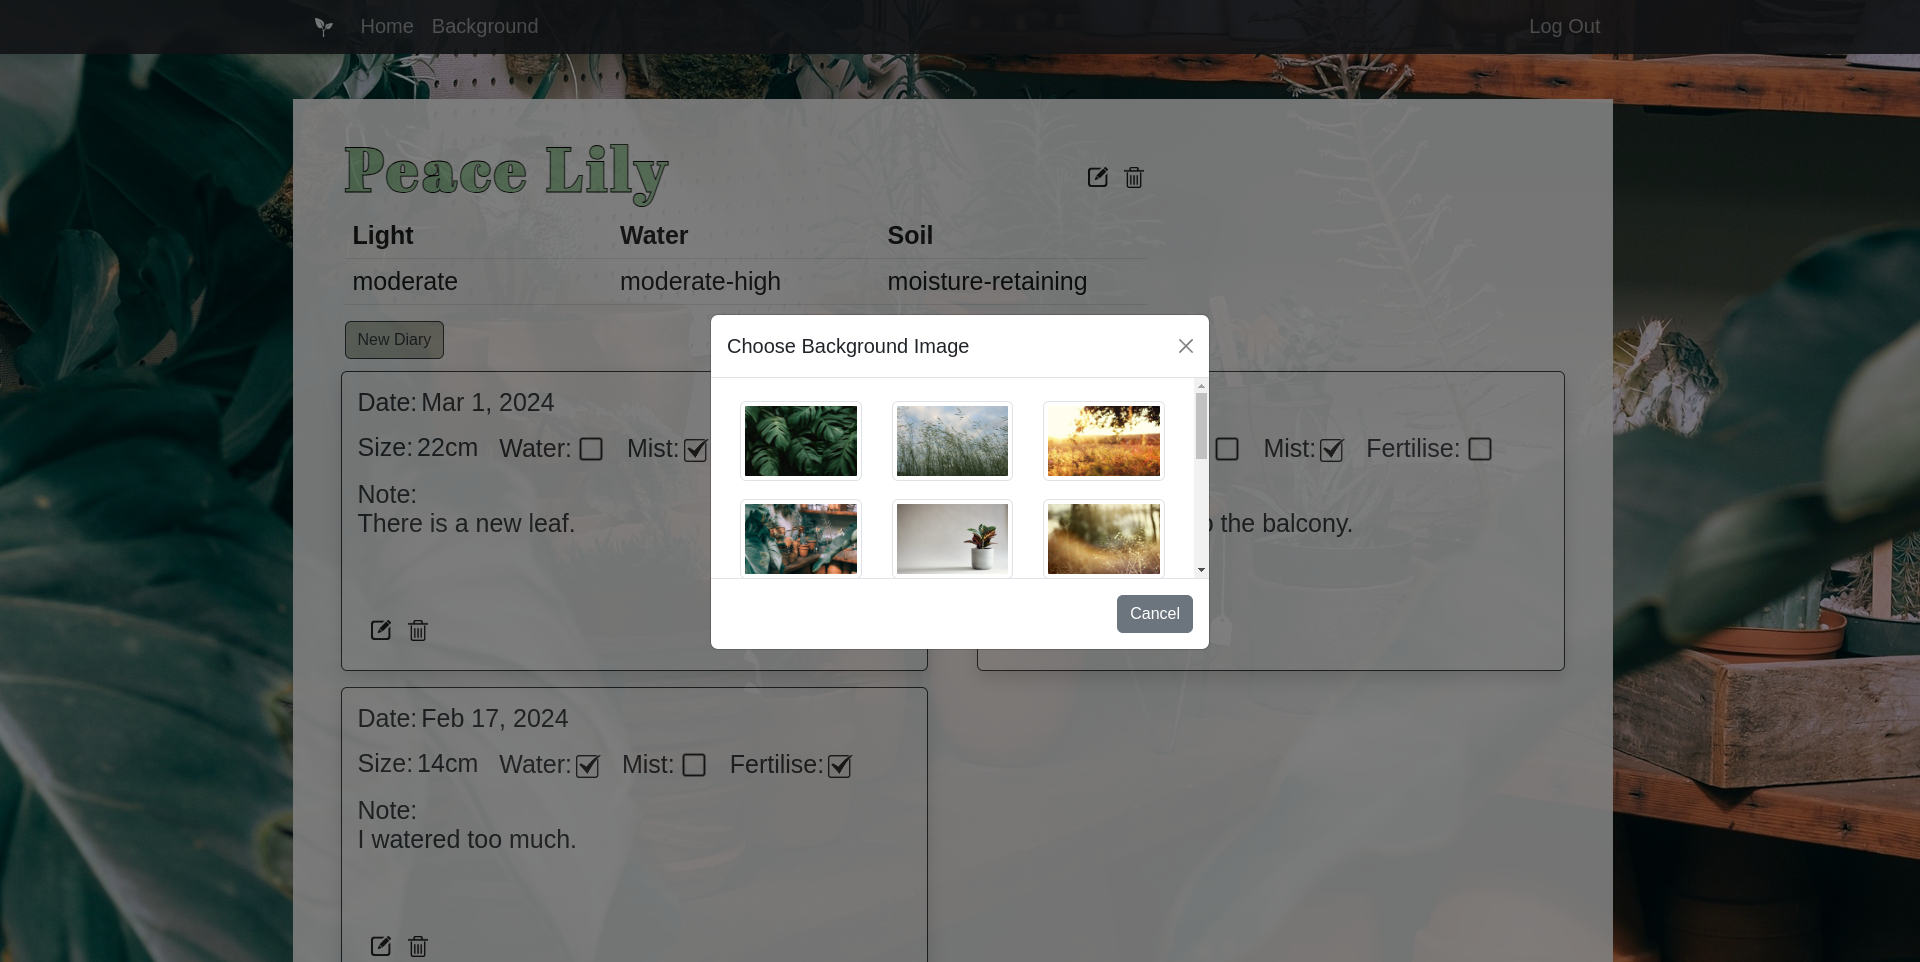 Home Background Log Out
Peace Lily
Light Water Soil
moderate moderate-high moisture-retaining
New Diary
Choose Background Image
Cancel
Date: Mar 1, 2024
Size: 22cm Water: Mist:
Note:
There is a new leaf.
Mist: Fertilise:
the balcony.
Date: Feb 17, 2024
Size: 14cm Water: Mist: Fertilise:
Note:
I watered too much.